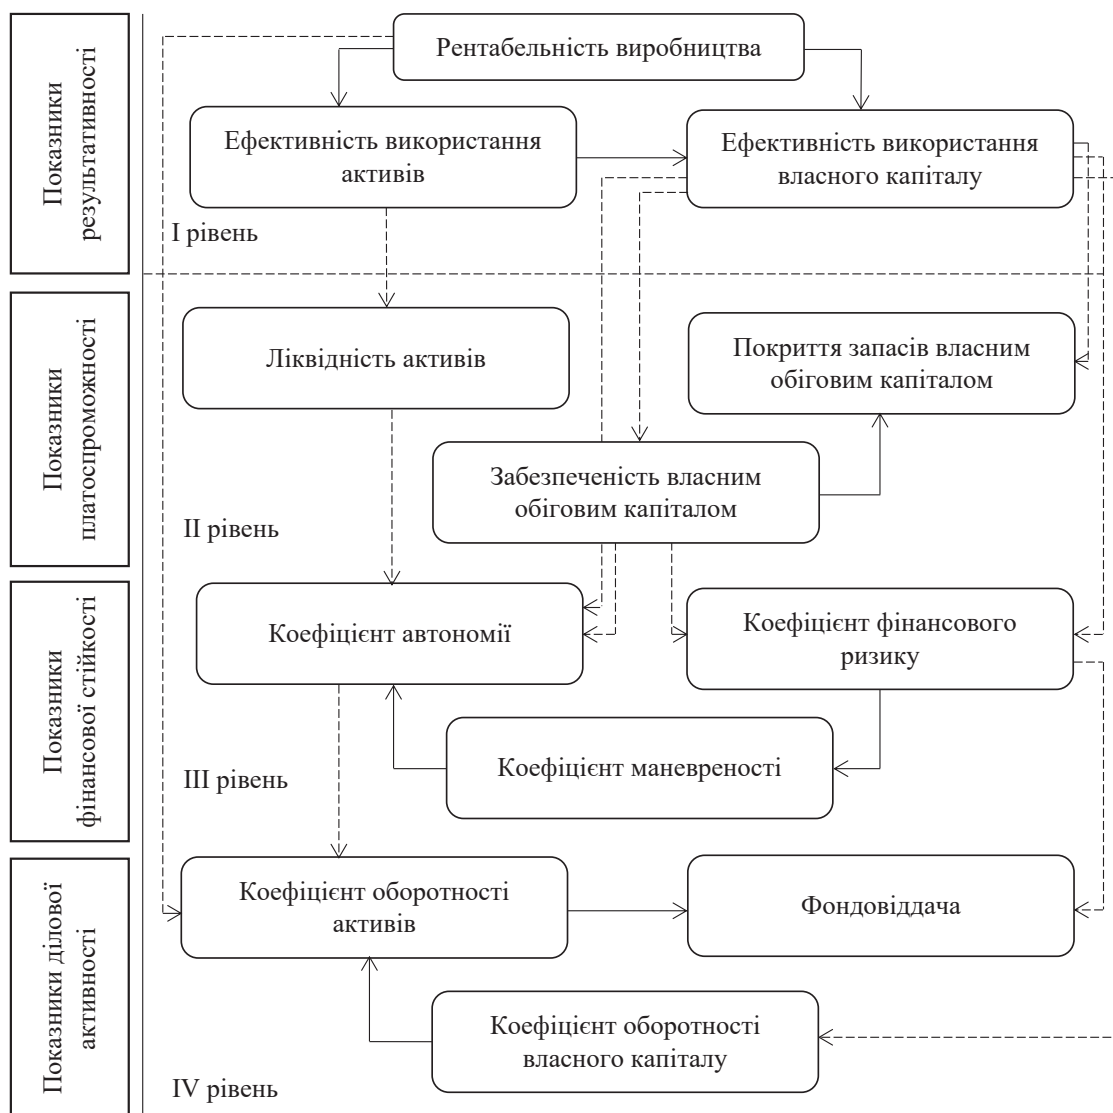 Показники
результативності
Рентабельність виробництва
Ефективність використання
активів
Ефективність використання
власного капіталу
I рівень
Показники
платоспроможності
Ліквідність активів
Покриття запасів власним
обіговим капіталом
Забезпеченість власним
обіговим капіталом
II рівень
Показники
фінансової стійкості
Коефіцієнт автономії
Коефіцієнт фінансового
ризику
Коефіцієнт маневреності
III рівень
Показники ділової
активності
Коефіцієнт оборотності
активів
Фондовіддача
Коефіцієнт оборотності
власного капіталу
IV рівень